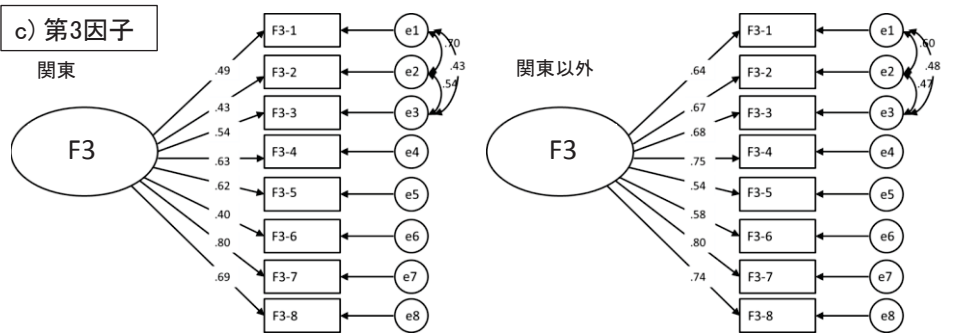 c) 第3因子
関東
F3
.49
.43
.54
.63
.62
.40
.80
.69
F3-1
F3-2
F3-3
F3-4
F3-5
F3-6
F3-7
F3-8
e1
e2
e3
e4
e5
e6
e7
e8
.70
.43
.54
関東以外
F3
.64
.67
.68
.75
.54
.58
.80
.74
F3-1
F3-2
F3-3
F3-4
F3-5
F3-6
F3-7
F3-8
e1
e2
e3
e4
e5
e6
e7
e8
.60
.48
.47